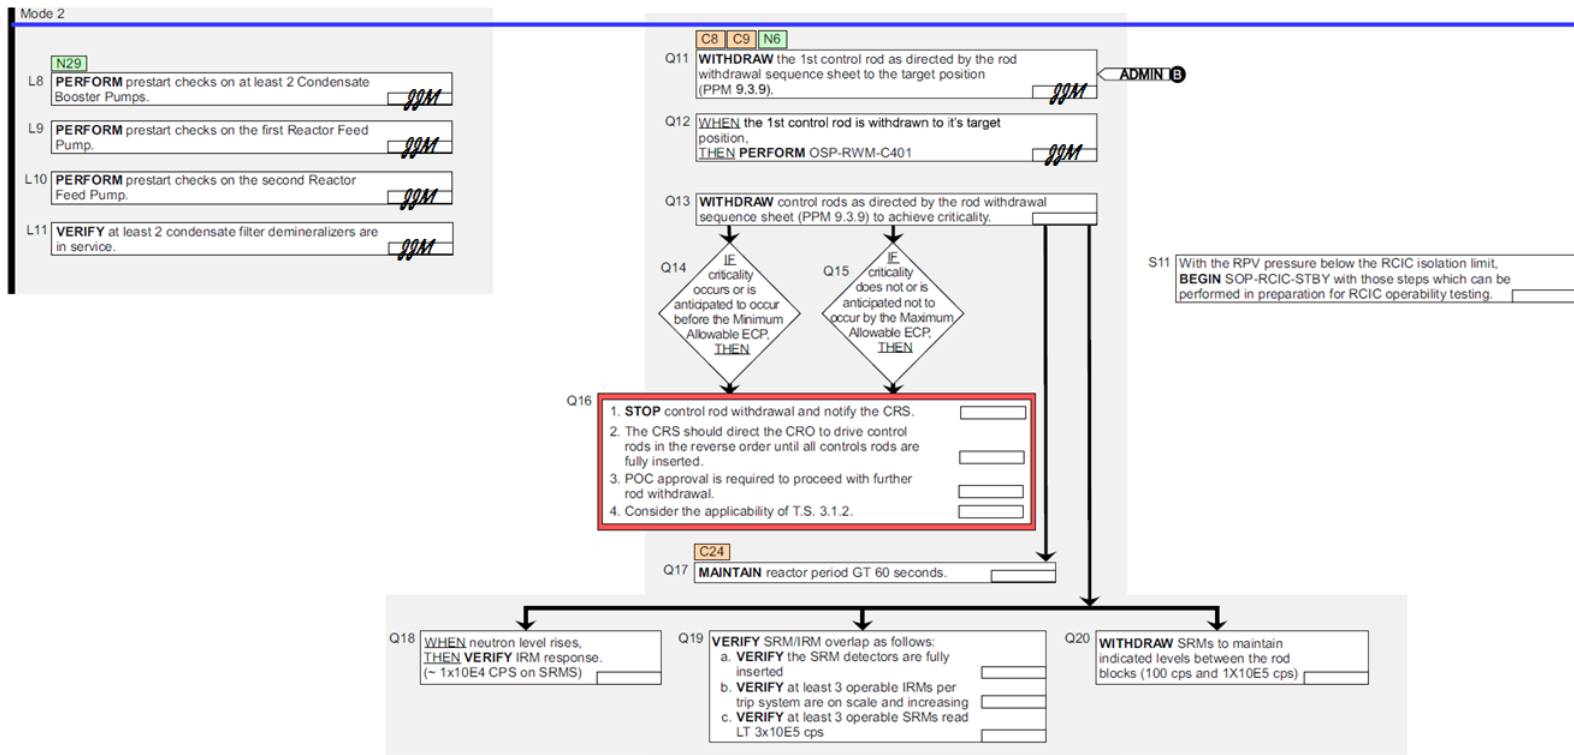 Mode 2
N29
L8 PERFORM prestart checks on at least 2 Condensate
Booster Pumps.
JJM
L9 PERFORM prestart checks on the first Reactor Feed
Pump.
JJM
L10 PERFORM prestart checks on the second Reactor
Feed Pump.
JJM
L11 VERIFY at least 2 condensate filter demineralizers are
in service.
JJM
C8 C9 N6
Q11 WITHDRAW the 1st control rod as directed by the rod
withdrawal sequence sheet to the target position
(PPM 9.3.9).
JJM
ADMIN B
Q12 WHEN the 1st control rod is withdrawn to it's target
position,
THEN PERFORM OSP-RWM-C401
JJM
Q13 WITHDRAW control rods as directed by the rod withdrawal
sequence sheet (PPM 9.3.9) to achieve criticality.
Q14
IF
criticality
occurs or is
anticipated to occur
before the Minimum
Allowable ECP,
THEN
Q15
IF
criticality
does not or is
anticipated not to
occur by the Maximum
Allowable ECP,
THEN
S11 With the RPV pressure below the RCIC isolation limit,
BEGIN SOP-RCIC-STBY with those steps which can be
performed in preparation for RCIC operability testing.
Q16
1. STOP control rod withdrawal and notify the CRS.
2. The CRS should direct the CRO to drive control
rods in the reverse order until all controls rods are
fully inserted.
3. POC approval is required to proceed with further
rod withdrawal.
4. Consider the applicability of T.S. 3.1.2.
C24
Q17 MAINTAIN reactor period GT 60 seconds.
Q18 WHEN neutron level rises,
THEN VERIFY IRM response.
(~ 1x10E4 CPS on SRMS)
Q19 VERIFY SRM/IRM overlap as follows:
a. VERIFY the SRM detectors are fully
inserted
b. VERIFY at least 3 operable IRMs per
trip system are on scale and increasing
c. VERIFY at least 3 operable SRMs read
LT 3x10E5 cps
Q20 WITHDRAW SRMs to maintain
indicated levels between the rod
blocks (100 cps and 1X10E5 cps)